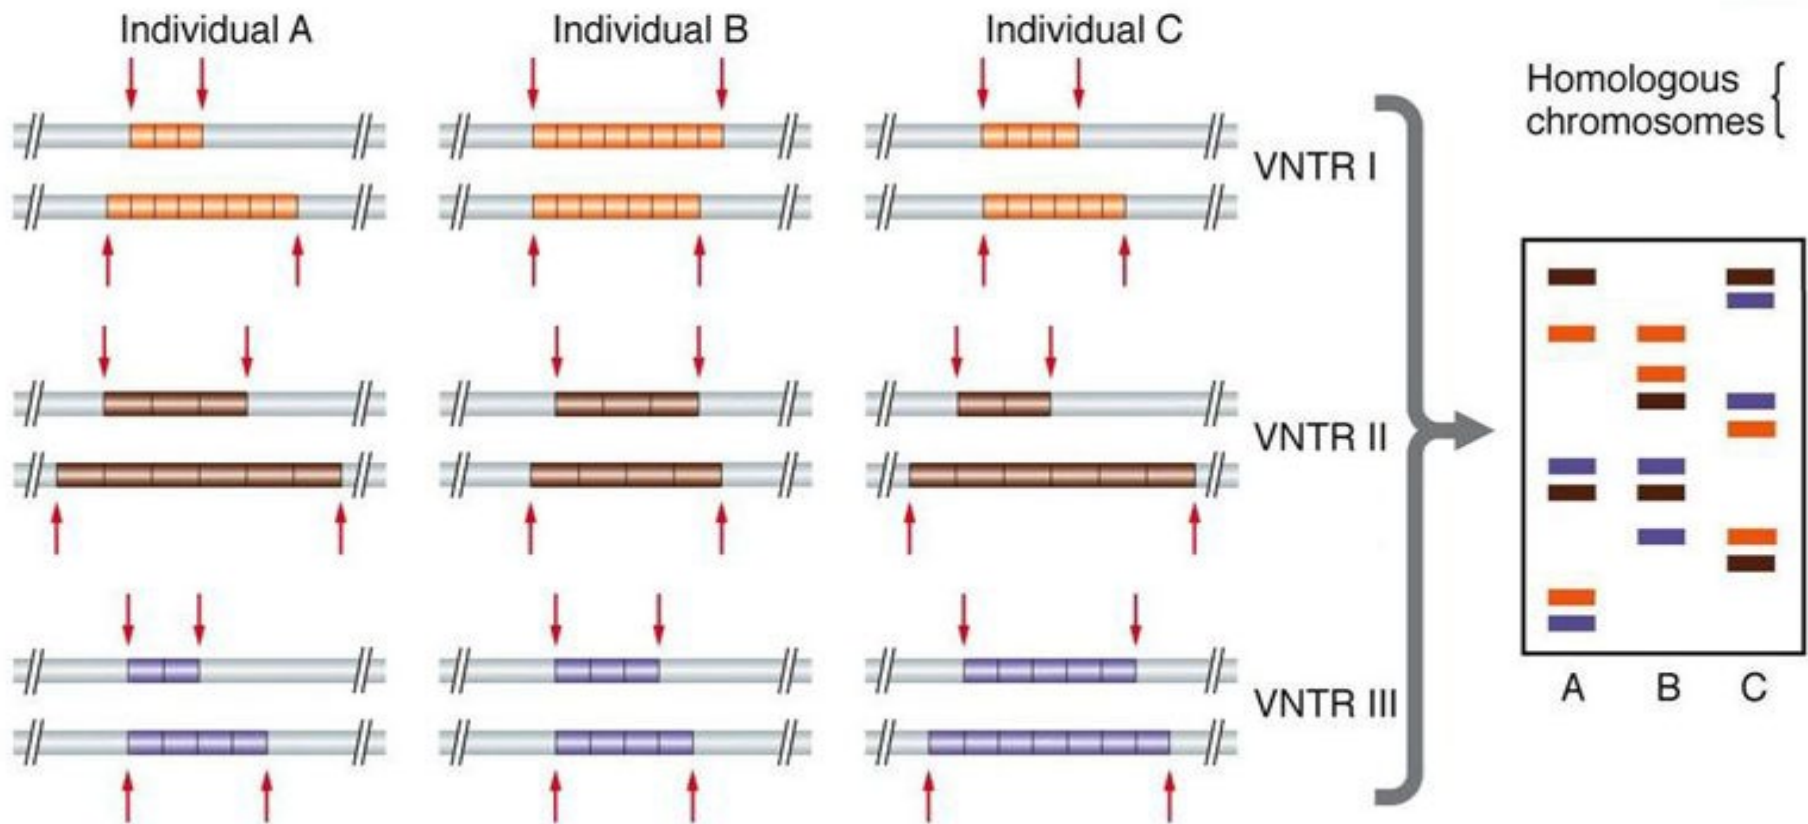 Individual A
Individual B
Individual C
Homologous
chromosomes
VNTR I
VNTR II
VNTR III
A B C